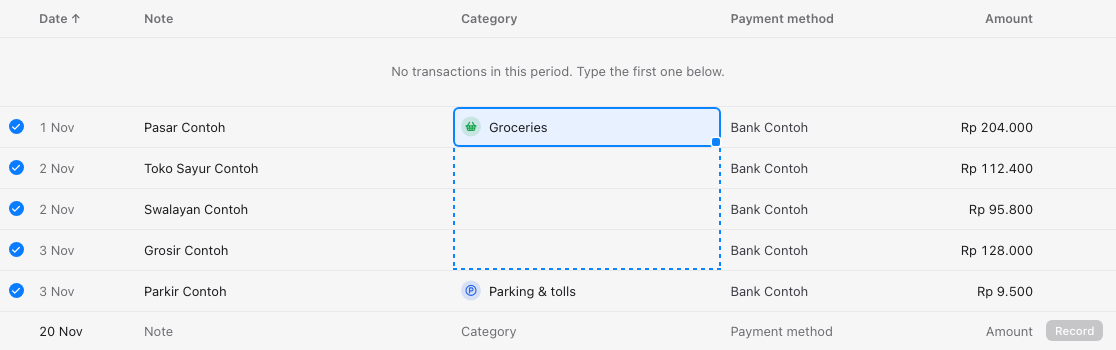 Date ↑ Note Category Payment method Amount
No transactions in this period. Type the first one below.
1 Nov Pasar Contoh Groceries Bank Contoh Rp 204.000
2 Nov Toko Sayur Contoh Bank Contoh Rp 112.400
2 Nov Swalayan Contoh Bank Contoh Rp 95.800
3 Nov Grosir Contoh Bank Contoh Rp 128.000
3 Nov Parkir Contoh Parking & tolls Bank Contoh Rp 9.500
20 Nov Note Category Payment method Amount Record